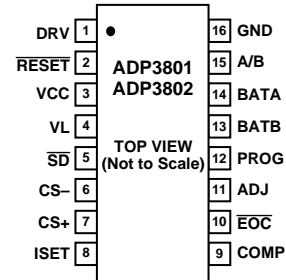 DRV 1 16 GND
RESET 2 ADP3801 15 A/B
VCC 3 ADP3802 14 BATA
VL 4 13 BATB
TOP VIEW
SD 5 (Not to Scale) 12 PROG
CS– 6 11 ADJ
CS+ 7 10 EOC
ISET 8 9 COMP